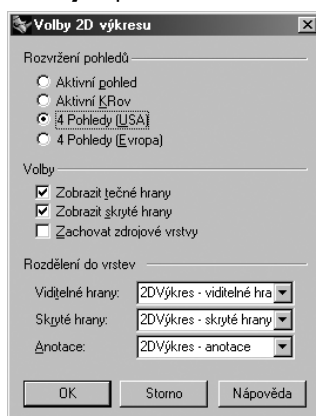 Volby 2D výkresu
Rozvržení pohledů
Aktivní pohled
Aktivní KRov
4 Pohledy (USA)
4 Pohledy (Evropa)
Volby
Zobrazit tečné hrany
Zobrazit skryté hrany
Zachovat zdrojové vrstvy
Rozdělení do vrstev
Viditelné hrany: 2DVýkres - viditelné hra
Skryté hrany: 2DVýkres - skryté hrany
Anotace: 2DVýkres - anotace
OK Storno Nápověda